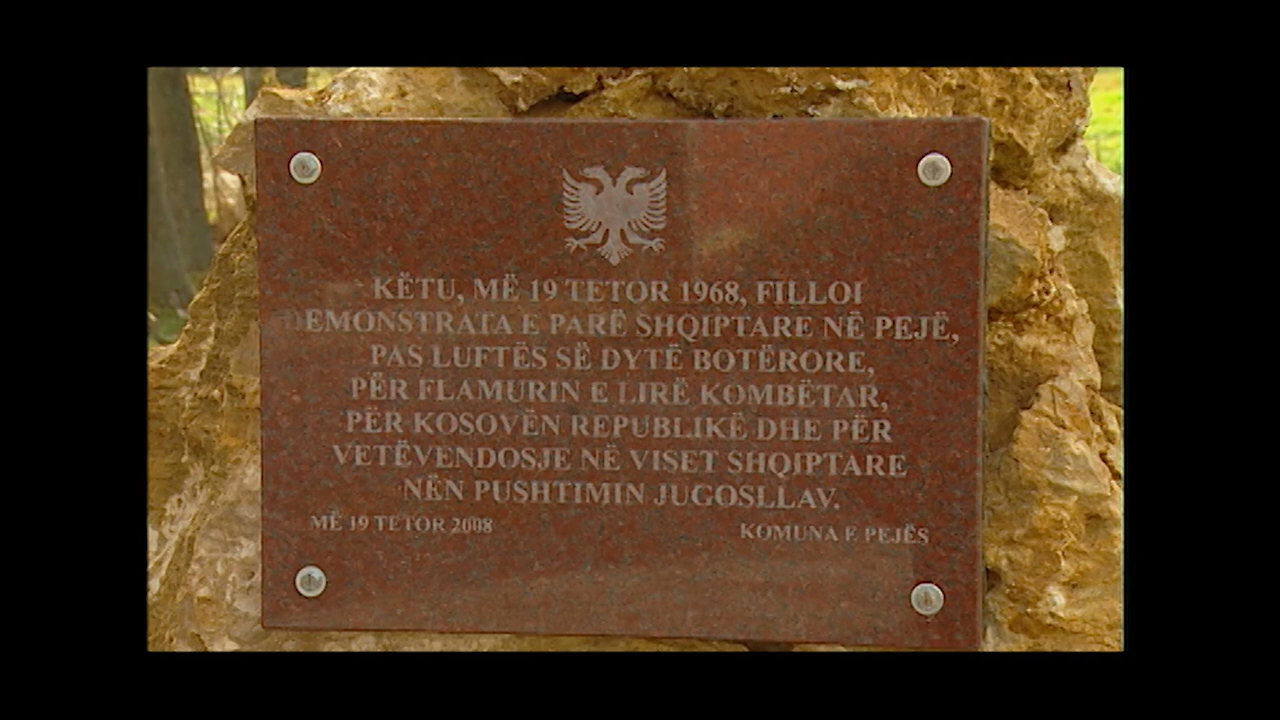 KËTU, MË 19 TETOR 1968, FILLOI
DEMONSTRATA E PARË SHQIPTARE NË PEJË,
PAS LUFTËS SË DYTË BOTËRORE,
PËR FLAMURIN E LIRË KOMBËTAR,
PËR KOSOVËN REPUBLIKË DHE PËR
VETËVENDOSJE NË VISET SHQIPTARE
NËN PUSHTIMIN JUGOSLLAV.
MË 19 TETOR 2008
KOMUNA E PEJËS